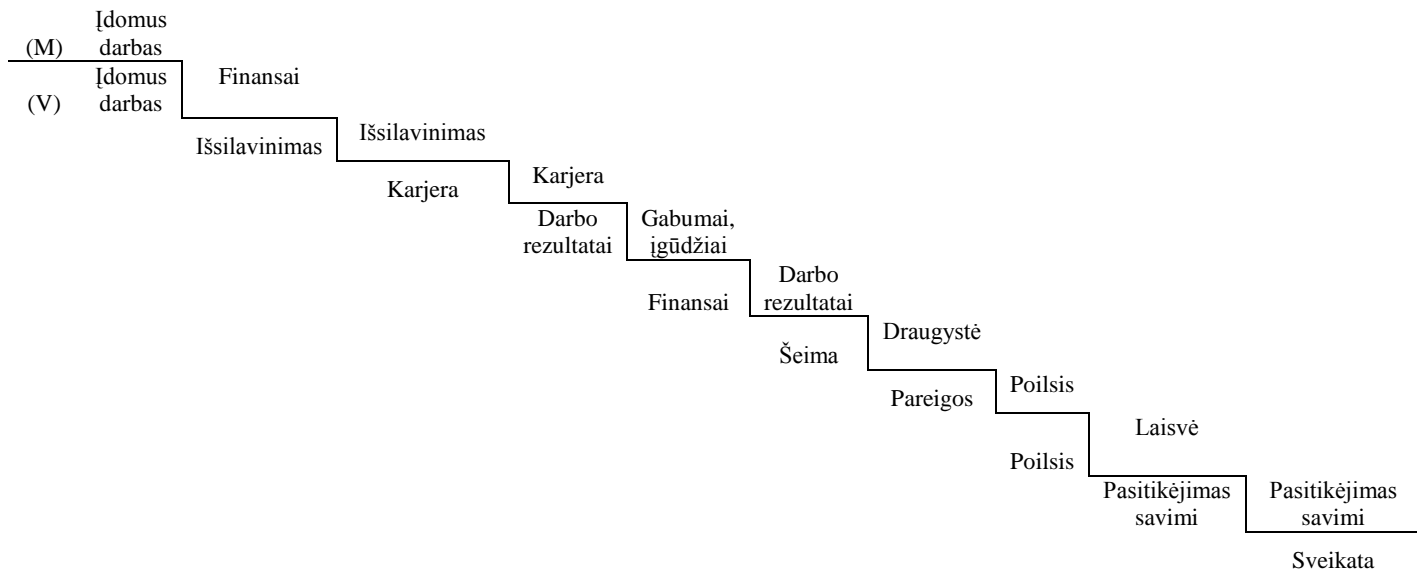 Įdomus
(M) darbas
Įdomus Finansai
(V) darbas
Išsilavinimas
Išsilavinimas
Karjera
Karjera
Darbo Gabumai,
rezultatai įgūdžiai
Darbo
Finansai rezultatai
Draugystė
Šeima
Poilsis
Pareigos
Laisvė
Poilsis
Pasitikėjimas Pasitikėjimas
savimi savimi
Sveikata